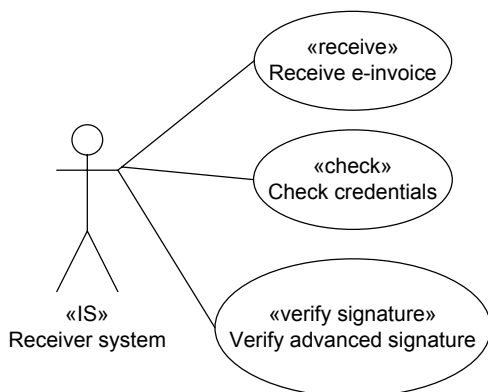 «receive»
Receive e-invoice
«check»
Check credentials
«IS»
Receiver system
«verify signature»
Verify advanced signature